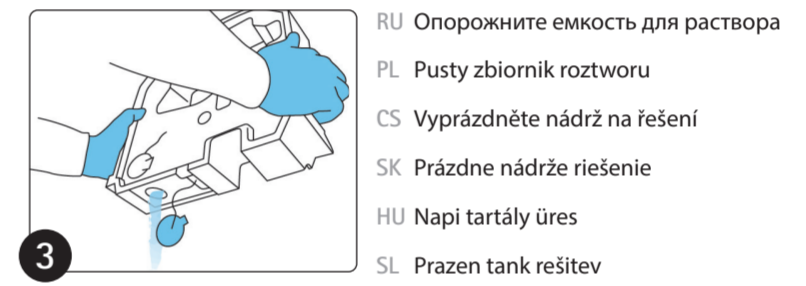 RU Опорожните емкость для раствора
PL Pusty zbiornik roztworu
CS Vyprázdněte nádrž na řešení
SK Prázdne nádrže riešenie
HU Napi tartály üres
SL Prazen tank rešitev
3